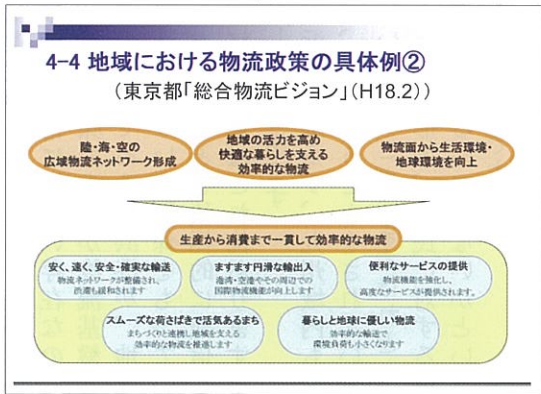 4-4 地域における物流政策の具体例②
(東京都「総合物流ビジョン」(H18.2))
陸・海・空の
広域物流ネットワーク形成
地域の活力を高め
快適な暮らしを支える
効率的な物流
物流面から生活環境・
地球環境を向上
生産から消費まで一貫して効率的な物流
安く、速く、安全・確実な輸送
物流ネットワークが整備され、
渋滞も緩和されます
ますます円滑な輸出入
港湾・空港やその周辺での
国際物流機能が向上します
便利なサービスの提供
物流機能を強化し、
高度なサービスが提供されます。
スムーズな荷さばきで活気あるまち
まちづくりと連携し地域を支える
効率的な物流を推進します
暮らしと地球に優しい物流
効率的な輸送で
環境負荷も小さくなります